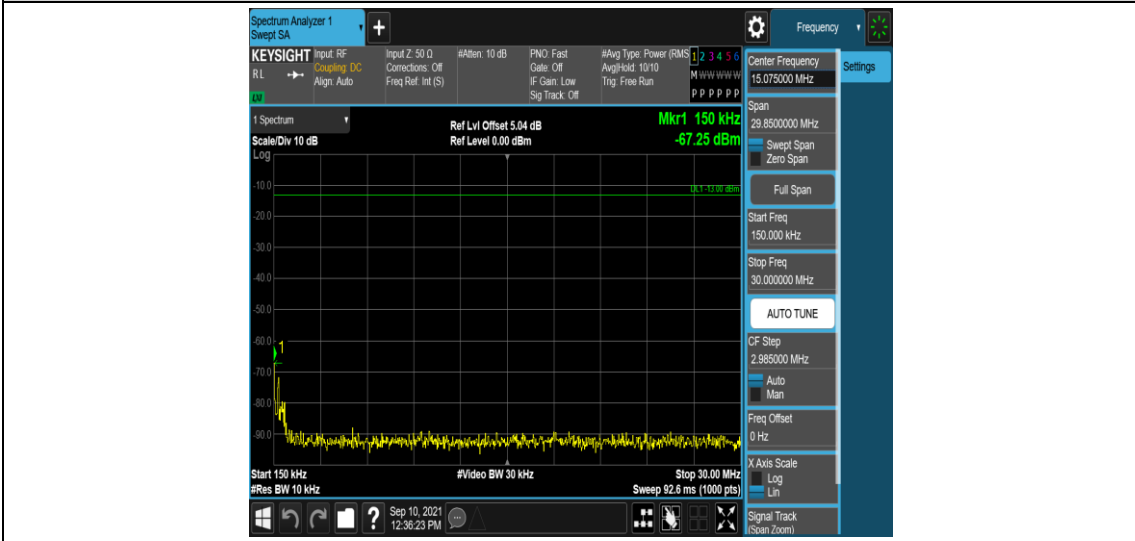 Spectrum Analyzer 1
Swept SA
+
Frequency
KEYSIGHT
RL
Input: RF
Coupling: DC
Align: Auto
Input Z: 50 Ω
Corrections: Off
Freq Ref: Int (S)
#Atten: 10 dB
PNO: Fast
Gate: Off
IF Gain: Low
Sig Track: Off
#Avg Type: Power (RMS
Avg|Hold: 10/10
Trig: Free Run
1 2 3 4 5 6
M W W W W W
P P P P P P
1 Spectrum
Scale/Div 10 dB
Log
Ref Lvl Offset 5.04 dB
Ref Level 0.00 dBm
Mkr1 150 kHz
-67.25 dBm
DL1 -13.00 dBm
-10.0
-20.0
-30.0
-40.0
-50.0
-60.0
1
-70.0
-80.0
-90.0
Start 150 kHz
#Res BW 10 kHz
#Video BW 30 kHz
Stop 30.00 MHz
Sweep 92.6 ms (1000 pts)
Center Frequency
15.075000 MHz
Settings
Span
29.8500000 MHz
Swept Span
Zero Span
Full Span
Start Freq
150.000 kHz
Stop Freq
30.000000 MHz
AUTO TUNE
CF Step
2.985000 MHz
Auto
Man
Freq Offset
0 Hz
X Axis Scale
Log
Lin
Signal Track
(Span Zoom)
?
Sep 10, 2021
12:36:23 PM